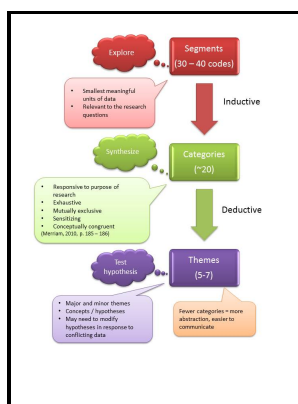 Explore
Segments
(30 – 40 codes)
• Smallest meaningful
units of data
• Relevant to the research
questions
Inductive
Synthesize
Categories
(~20)
• Responsive to purpose of
research
• Exhaustive
• Mutually exclusive
• Sensitizing
• Conceptually congruent
(Merriam, 2010, p. 185 – 186)
Deductive
Test
hypothesis
Themes
(5-7)
• Major and minor themes
• Concepts / hypotheses
• May need to modify
hypotheses in response to
conflicting data
Fewer categories = more
abstraction, easier to
communicate